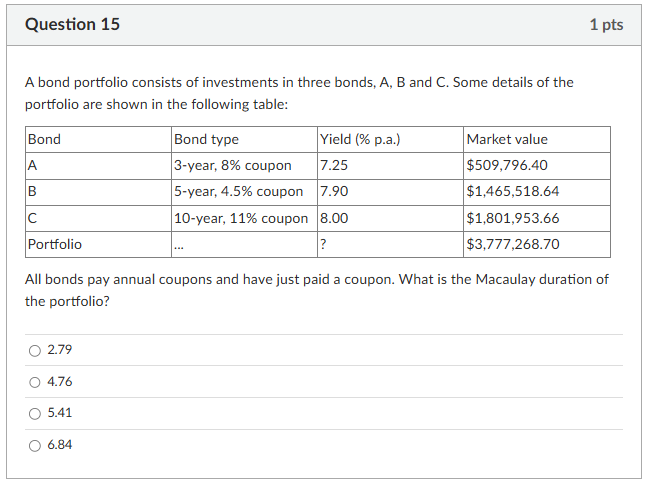 Question 15 1 pts
A bond portfolio consists of investments in three bonds, A, B and C. Some details of the
portfolio are shown in the following table:
Bond Bond type Yield (% p.a.) Market value
A 3-year, 8% coupon 7.25 $509,796.40
B 5-year, 4.5% coupon 7.90 $1,465,518.64
C 10-year, 11% coupon 8.00 $1,801,953.66
Portfolio ... ? $3,777,268.70
All bonds pay annual coupons and have just paid a coupon. What is the Macaulay duration of
the portfolio?
2.79
4.76
5.41
6.84